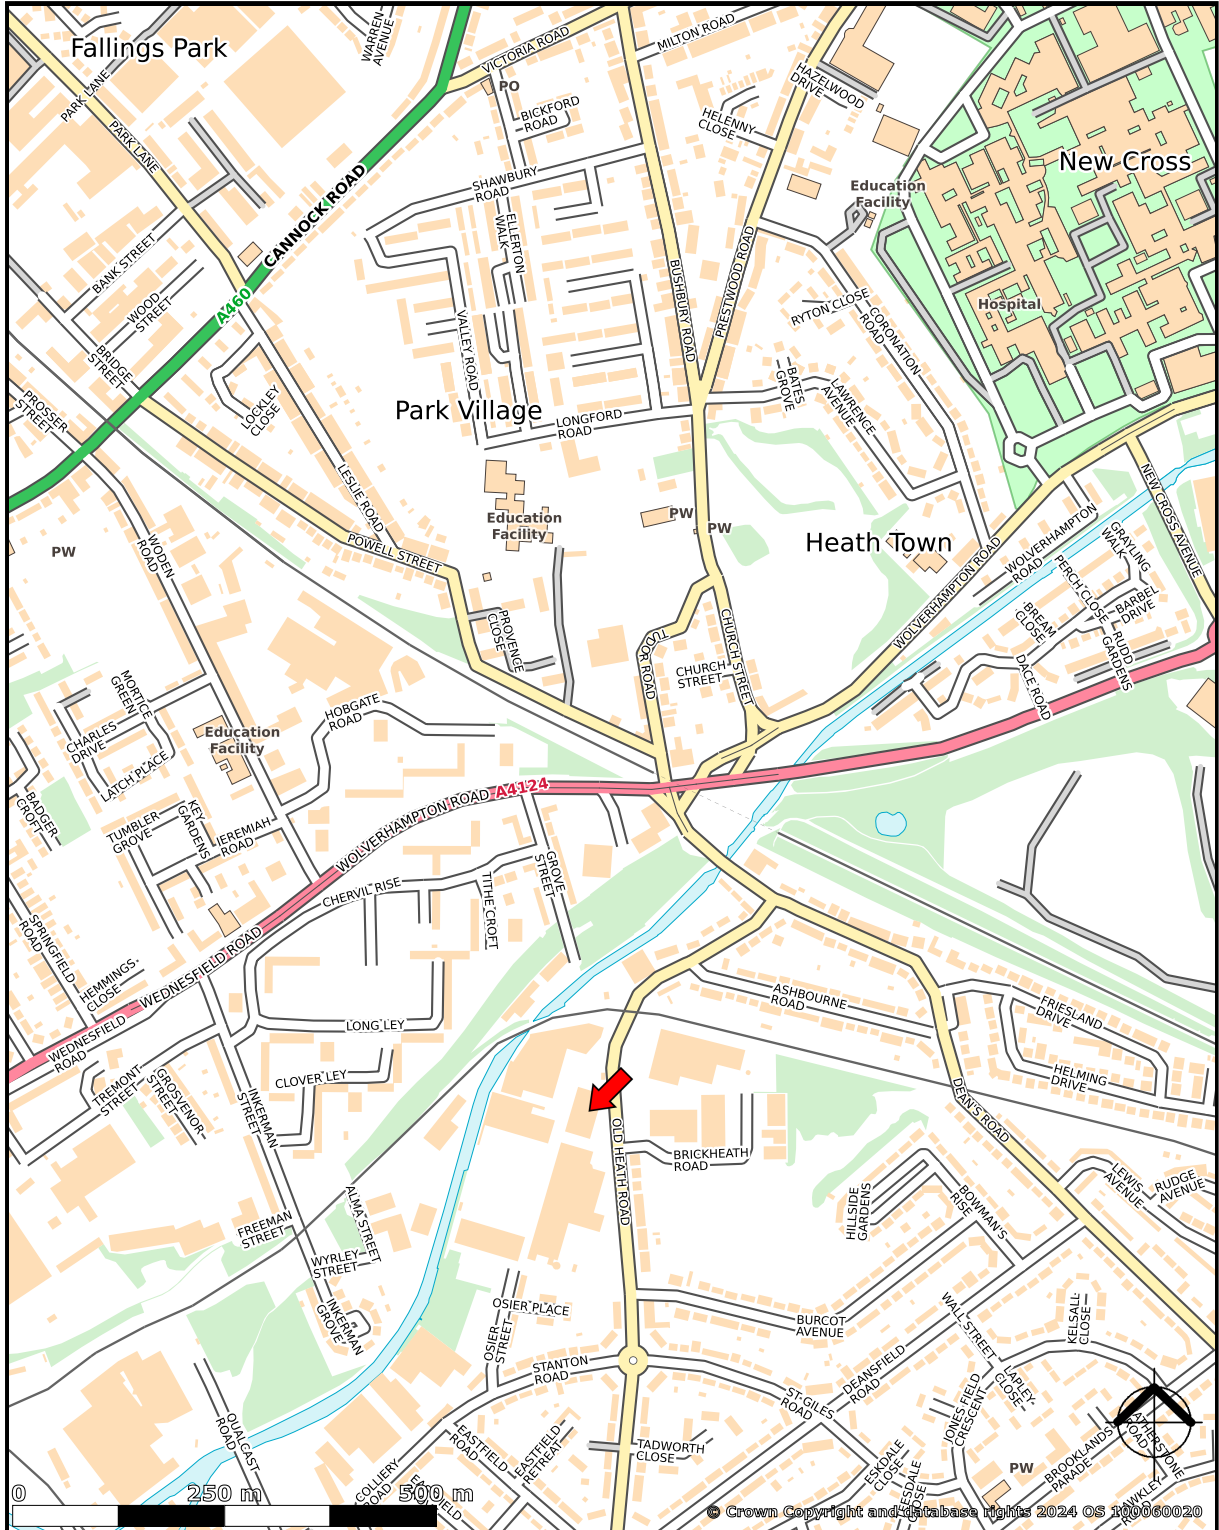 Fallings Park
WARREN
AVENUE
VICTORIA ROAD
MILTON ROAD
PARK LANE
PO
HAZELWOOD
DRIVE
BICKFORD
ROAD
HELENNY
CLOSE
PARK LANE
New Cross
SHAWBURY
ROAD
Education
Facility
CANNOCK ROAD
ELLERTON
WALK
BANK STREET
BUSHBURY ROAD
PRESTWOOD ROAD
WOOD
STREET
A460
RYTON CLOSE
Hospital
VALLEY ROAD
CORONATION
ROAD
BRIDGE
STREET
BATES
GROVE
LAWRENCE
AVENUE
PROSSER
STREET
LOCKLEY
CLOSE
Park Village
LONGFORD
ROAD
LESLIE ROAD
NEW CROSS AVENUE
Education
Facility
PW
PW
Heath Town
WOLVERHAMPTON
ROAD
GRAYLING
WALK
PW
WODEN
ROAD
POWELL STREET
WOLVERHAMPTON ROAD
PERCH CLOSE
BARBEL
DRIVE
PROVENCE
CLOSE
TUDOR ROAD
CHURCH STREET
BREAM
CLOSE
RUDD
GARDENS
CHURCH
STREET
DACE ROAD
MORTICE
GREEN
HOBGATE
ROAD
CHARLES
DRIVE
Education
Facility
LATCH PLACE
A4124
WOLVERHAMPTON ROAD
BADGER
CROFT
TUMBLER
GROVE
KEY
GARDENS
JEREMIAH
ROAD
GROVE
STREET
CHERVIL RISE
TITHE CROFT
SPRINGFIELD
ROAD
WEDNESFIELD ROAD
HEMMINGS
CLOSE
ASHBOURNE
ROAD
FRIESLAND
DRIVE
WEDNESFIELD
ROAD
LONG LEY
CLOVER LEY
HELMING
DRIVE
TREMONT
STREET
GROSVENOR
STREET
INKERMAN
STREET
DEAN'S ROAD
OLD HEATH ROAD
BRICKHEATH
ROAD
LEWIS
AVENUE
RUDGE
AVENUE
HILLSIDE
GARDENS
BOWMAN'S
RISE
ALMA STREET
FREEMAN
STREET
WYRLEY
STREET
INKERMAN
GROVE
OSIER PLACE
OSIER
STREET
BURCOT
AVENUE
WALL STREET
KELSALL
CLOSE
STANTON
ROAD
DEANSFIELD
ROAD
LAPLEY
CLOSE
ST GILES
ROAD
JONES FIELD
CRESCENT
QUALCAST
ROAD
EASTFIELD
ROAD
EASTFIELD
RETREAT
TADWORTH
CLOSE
ESKDALE
CLOSE
BROOKLANDS
PARADE
ATHERSTONE
ROAD
PW
COLLIERY
ROAD
0 250 m 500 m
© Crown Copyright and database rights 2024 OS 100060020